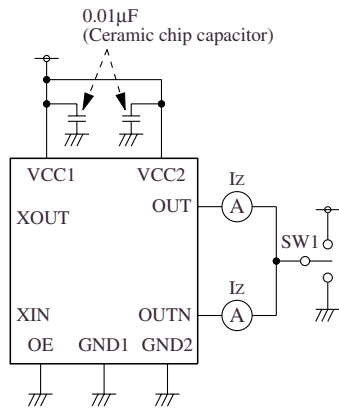 0.01µF
(Ceramic chip capacitor)
VCC1 VCC2
XOUT
OUT
IZ
A
SW1
XIN
OUTN
IZ
A
OE GND1 GND2